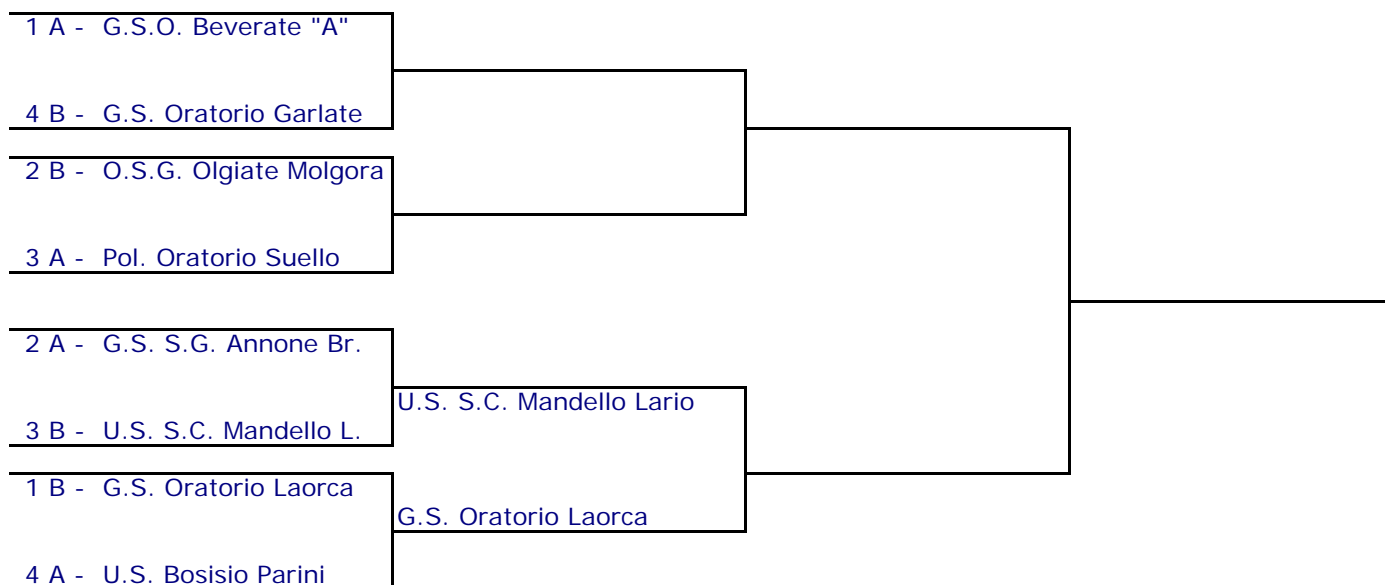 1 A - G.S.O. Beverate "A"
4 B - G.S. Oratorio Garlate
2 B - O.S.G. Olgiate Molgora
3 A - Pol. Oratorio Suello
2 A - G.S. S.G. Annone Br.
U.S. S.C. Mandello Lario
3 B - U.S. S.C. Mandello L.
1 B - G.S. Oratorio Laorca
G.S. Oratorio Laorca
4 A - U.S. Bosisio Parini